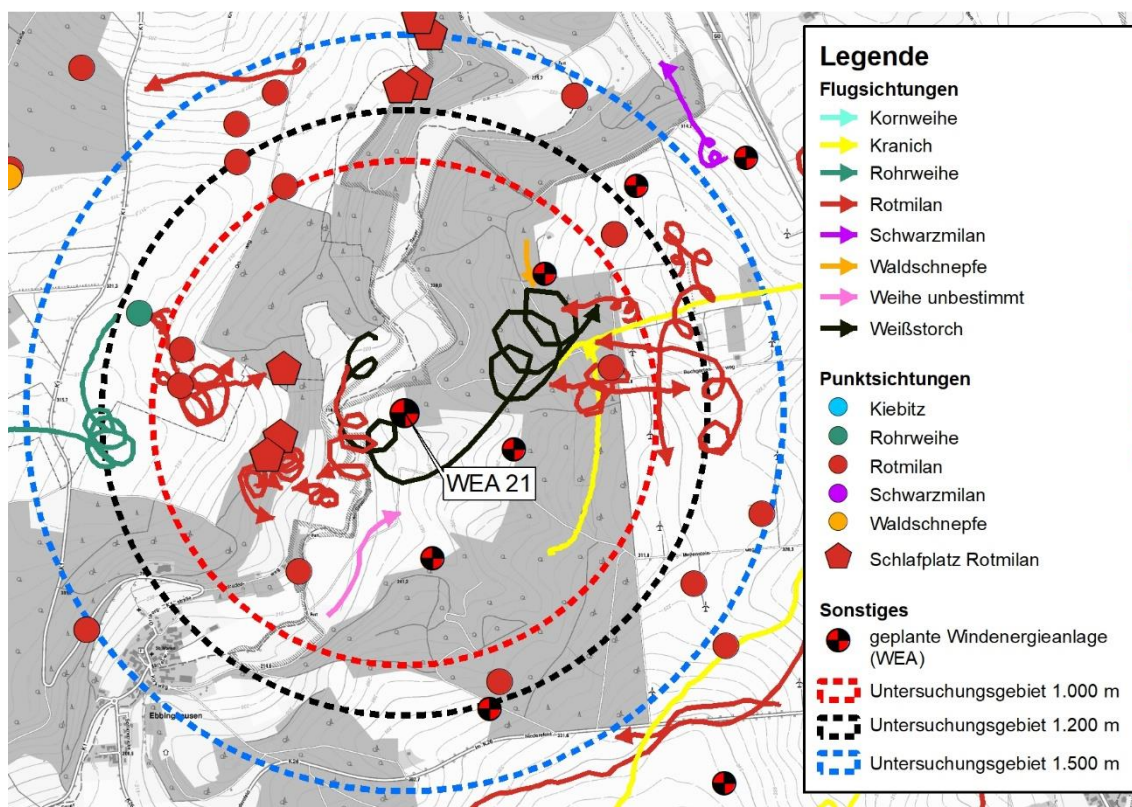 WEA 21
Ebbinghausen
Legende
Flugsichtungen
Kornweihe
Kranich
Rohrweihe
Rotmilan
Schwarzmilan
Waldschnepfe
Weihe unbestimmt
Weißstorch
Punktsichtungen
Kiebitz
Rohrweihe
Rotmilan
Schwarzmilan
Waldschnepfe
Schlafplatz Rotmilan
Sonstiges
geplante Windenergieanlage
(WEA)
Untersuchungsgebiet 1.000 m
Untersuchungsgebiet 1.200 m
Untersuchungsgebiet 1.500 m